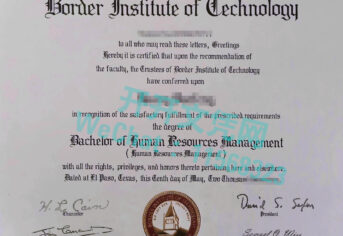 Border Institute of Technology
to all who may read these letters, Greetings
Hereby it is certified that upon the recommendation of
the faculty, the Trustees of Border Institute of Technology
have conferred upon
in recognition of the satisfactory fulfillment of the prescribed requirements
the degree of
Bachelor of Human Resources Management
( Human Resources Management )
with all the rights, privileges, and honors thereto pertaining here and elsewhere.
Dated at El Paso, Texas, this Tenth day of May, Two Thousand
H. L. Cain
Chancellor
David S.
President